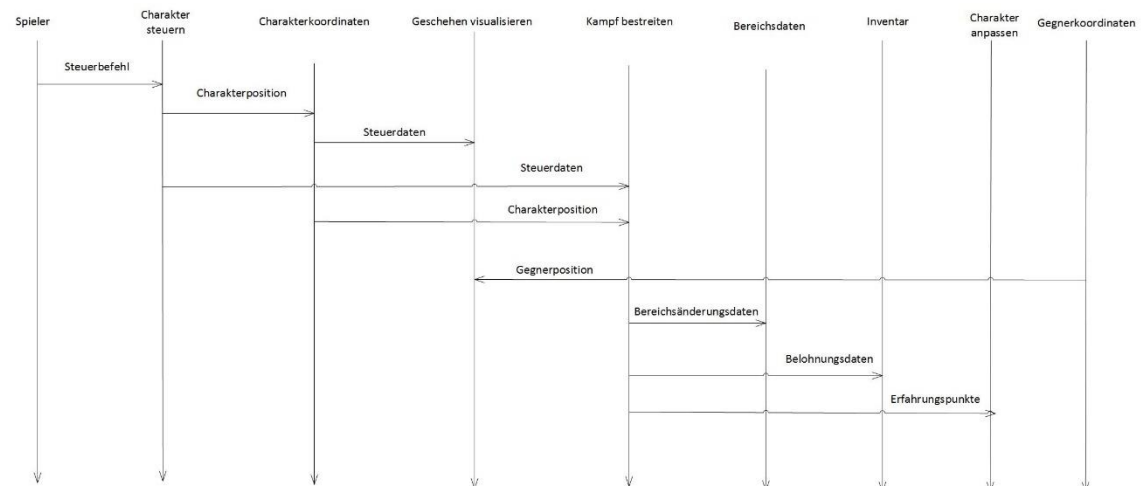 Spieler
Charakter
steuern
Charakterkoordinaten
Geschehen visualisieren
Kampf bestreiten
Bereichsdaten
Inventar
Charakter
anpassen
Gegnerkoordinaten
Steuerbefehl
Charakterposition
Steuerdaten
Steuerdaten
Charakterposition
Gegnerposition
Bereichsänderungsdaten
Belohnungsdaten
Erfahrungspunkte